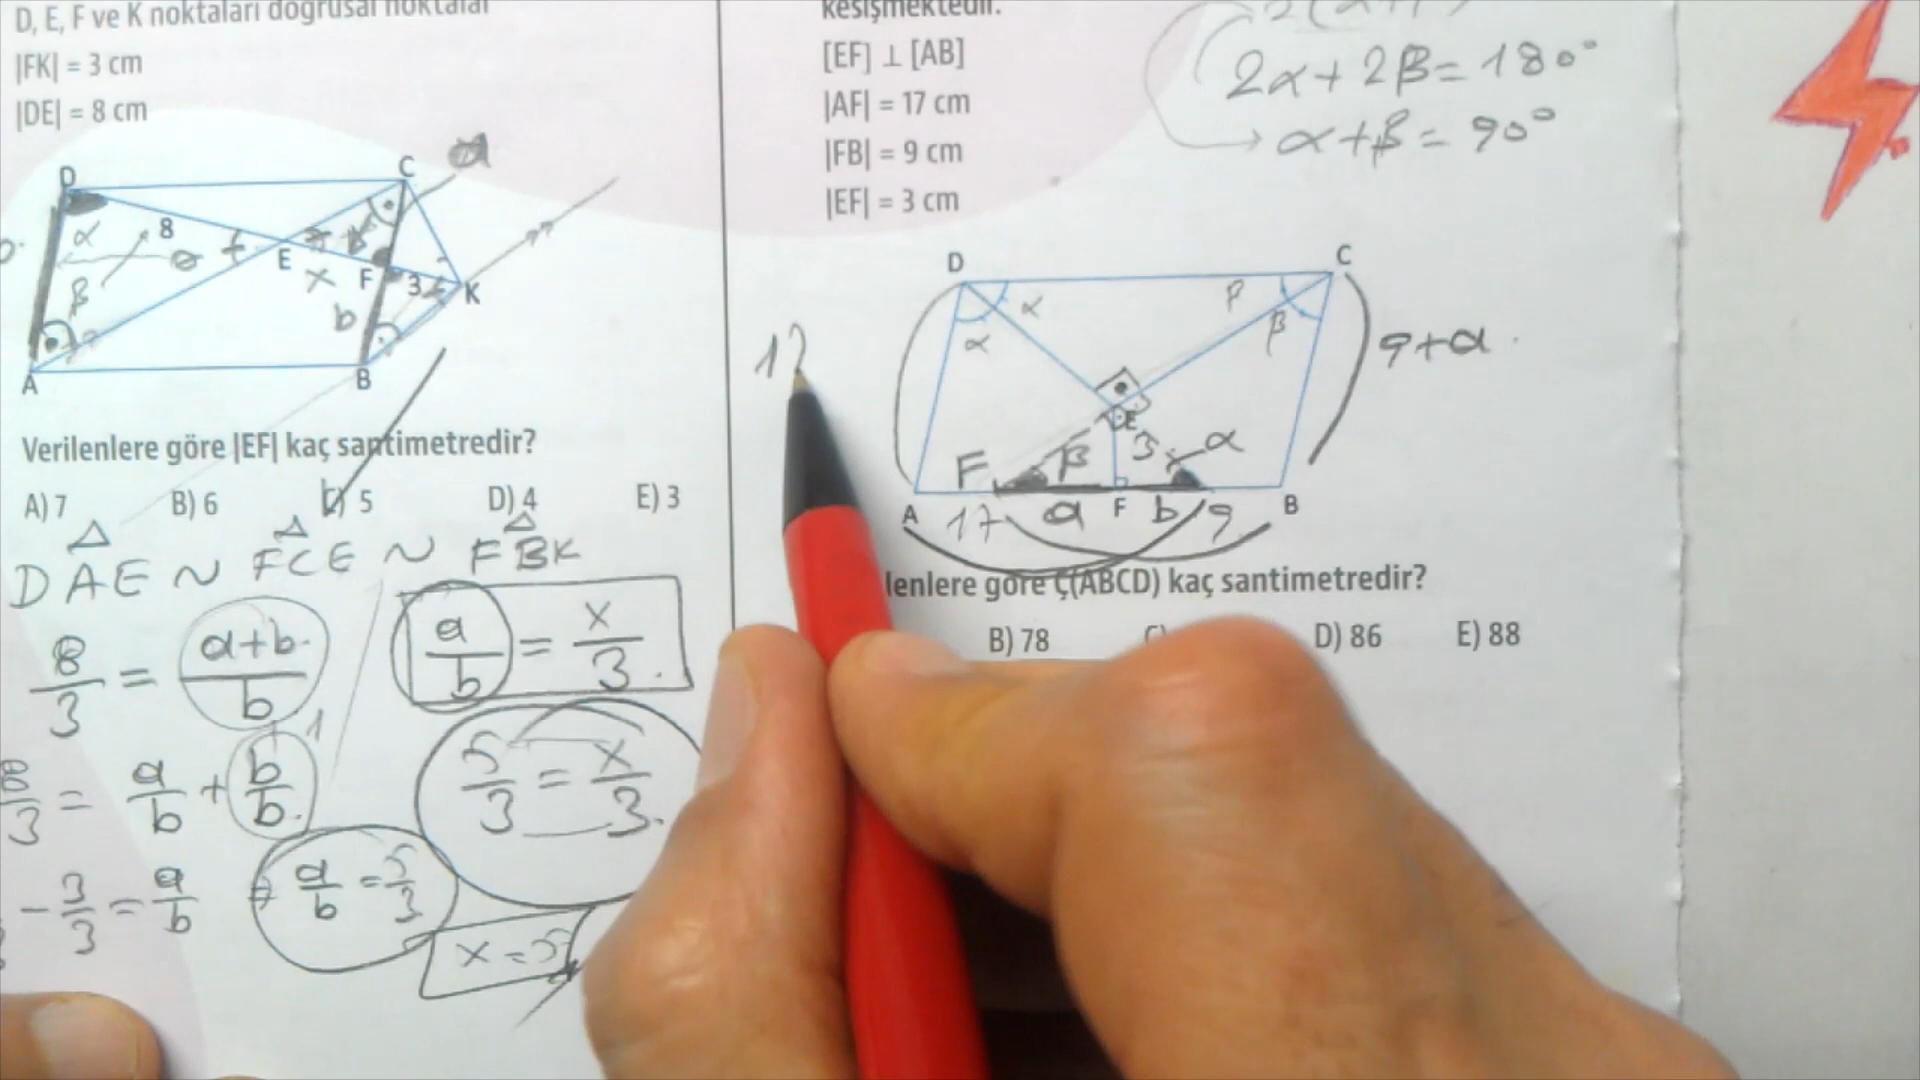 D, E, F ve K noktaları doğrusal noktalar
|FK| = 3 cm
|DE| = 8 cm
D
C
α
8
E
x
F
3
K
β
b
A
B
Verilenlere göre |EF| kaç santimetredir?
A) 7
B) 6
C) 5
D) 4
E) 3
DAE ~ FCE ~ FBK
8/3 = a+b/b
a/b = x/3
8/3 = a/b + b/b
1
5/3 = x/3
- 3/3 = a/b
a/b = 5/3
x = 5
kesişmektedir.
[EF] ⊥ [AB]
|AF| = 17 cm
|FB| = 9 cm
|EF| = 3 cm
2α + 2β = 180°
α + β = 90°
D
C
α
β
α
β
9+a
E
3
α
F
β
A
17
a
F
b
9
B
lenlere göre Ç(ABCD) kaç santimetredir?
B) 78
D) 86
E) 88